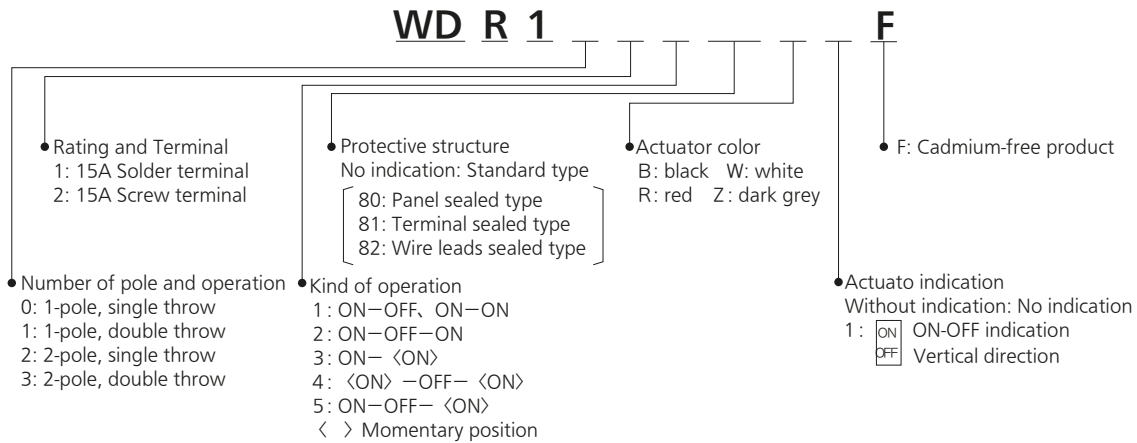 WD R 1 _ _ _ _ _ _ F
Rating and Terminal
1: 15A Solder terminal
2: 15A Screw terminal
Protective structure
No indication: Standard type
80: Panel sealed type
81: Terminal sealed type
82: Wire leads sealed type
Actuator color
B: black W: white
R: red Z: dark grey
F: Cadmium-free product
Number of pole and operation
0: 1-pole, single throw
1: 1-pole, double throw
2: 2-pole, single throw
3: 2-pole, double throw
Kind of operation
1: ON−OFF、ON−ON
2: ON−OFF−ON
3: ON−〈ON〉
4: 〈ON〉−OFF−〈ON〉
5: ON−OFF−〈ON〉
〈 〉Momentary position
Actuato indication
Without indication: No indication
1: ON ON-OFF indication
OFF Vertical direction